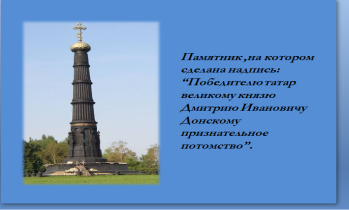 Памятник ,на котором
сделана надпись:
“Победителю татар
великому князю
Дмитрию Ивановичу
Донскому
признательное
потомство”.